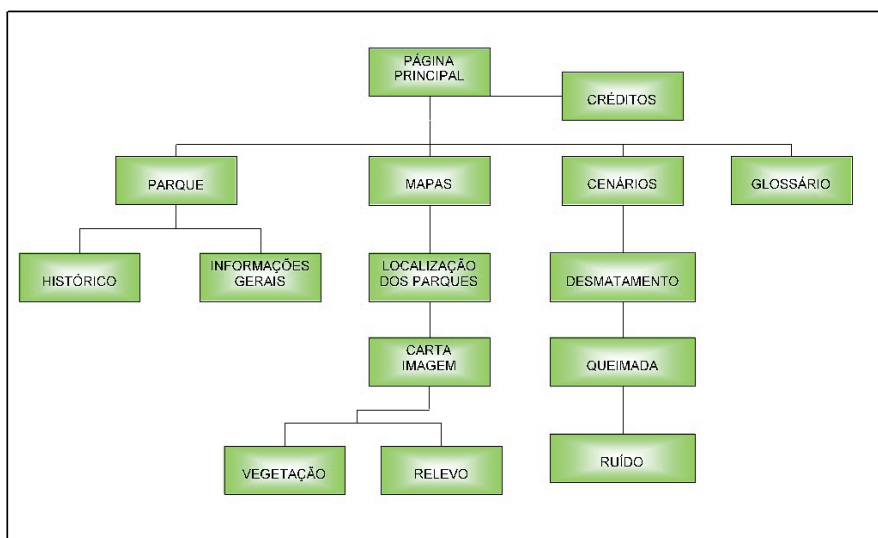 PÁGINA
PRINCIPAL
CRÉDITOS
PARQUE
MAPAS
CENÁRIOS
GLOSSÁRIO
HISTÓRICO
INFORMAÇÕES
GERAIS
LOCALIZAÇÃO
DOS PARQUES
DESMATAMENTO
CARTA
IMAGEM
QUEIMADA
VEGETAÇÃO
RELEVO
RUÍDO